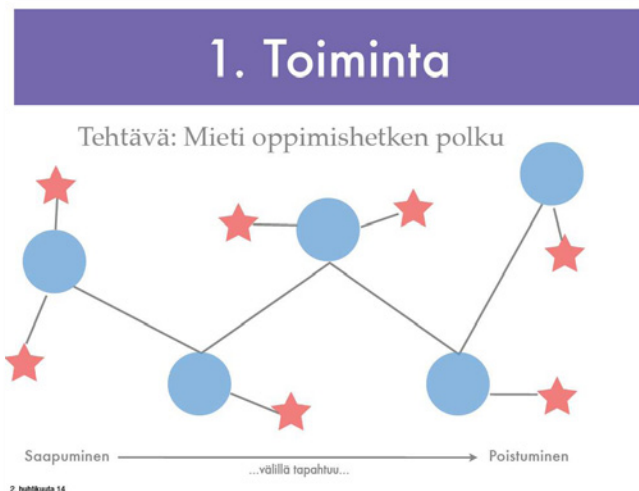 1. Toiminta
Tehtävä: Mieti oppimishetken polku
Saapuminen
Poistuminen
...välillä tapahtuu...
2. huhtikuuta 14